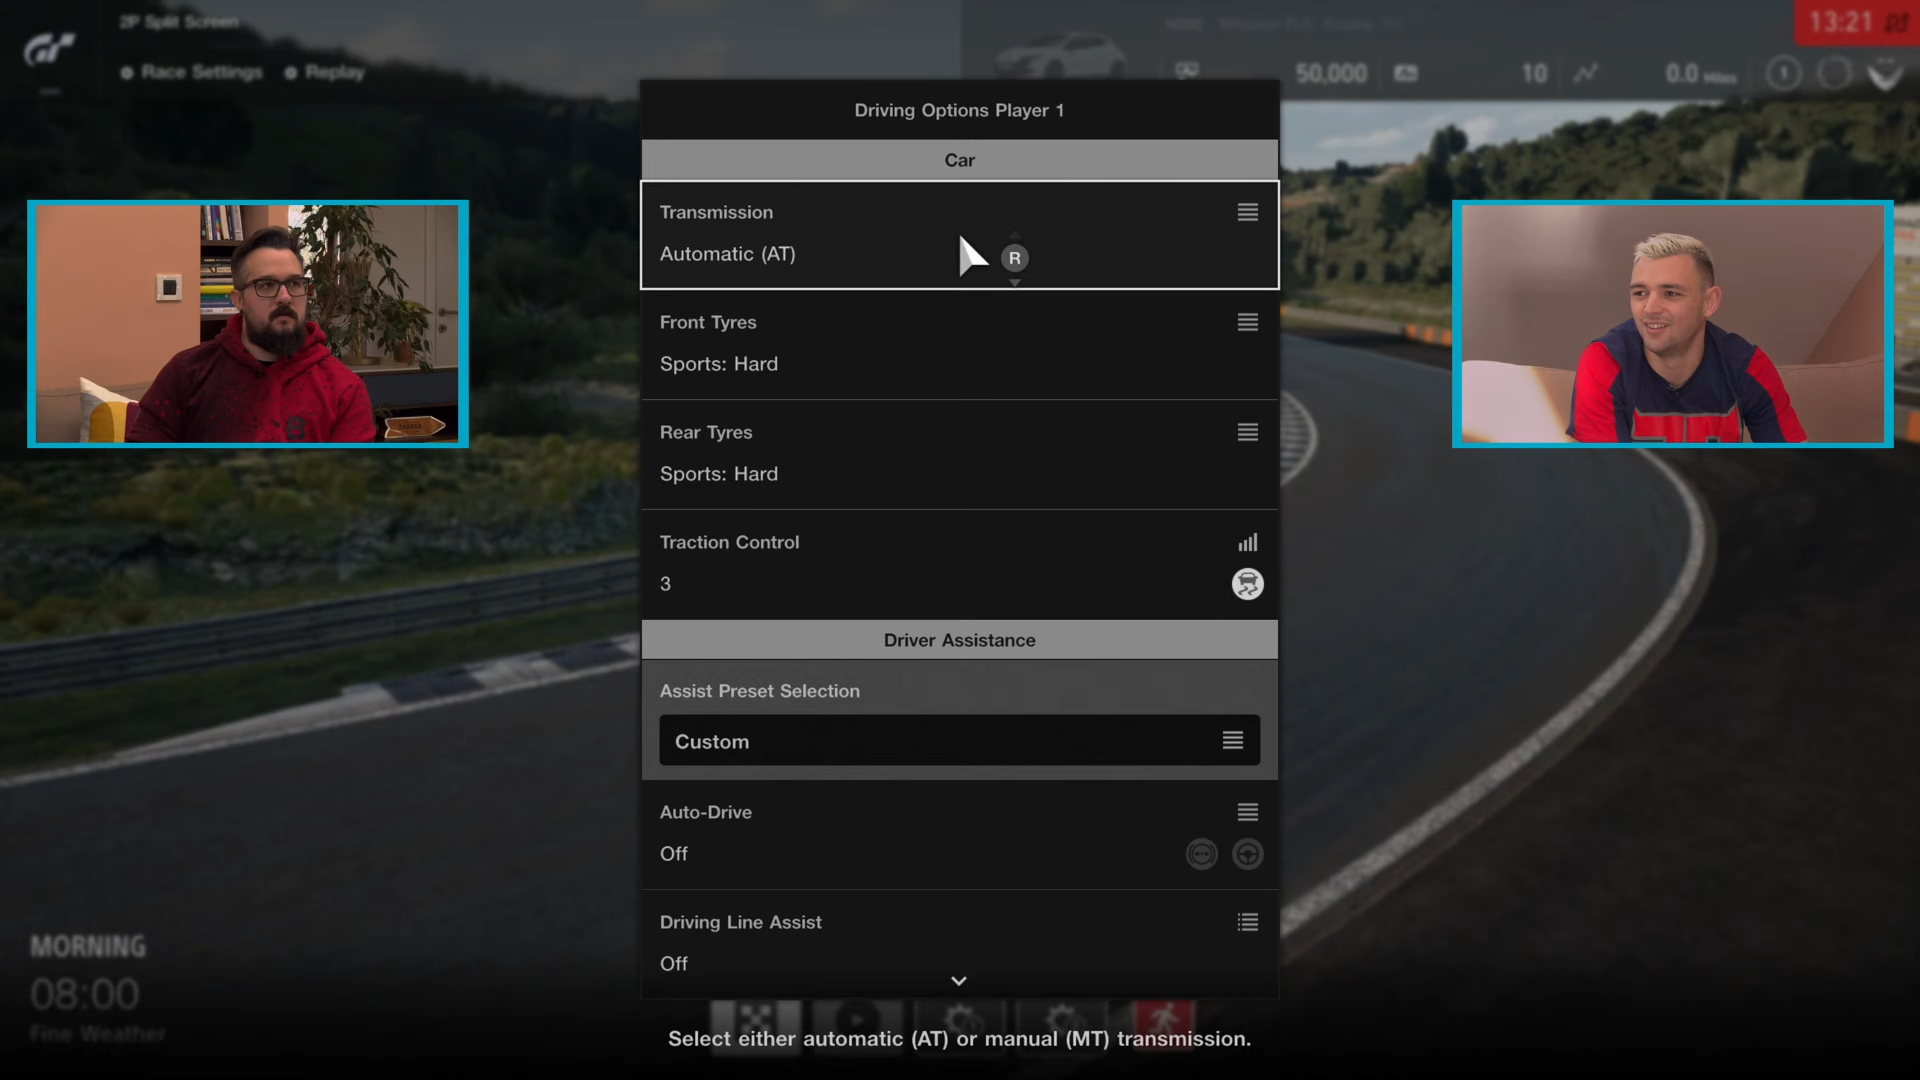 2P Split Screen
Race Settings
Replay
13:21
50,000
10
0.0 Miles
1
Driving Options Player 1
Car
Transmission
Automatic (AT)
R
Front Tyres
Sports: Hard
Rear Tyres
Sports: Hard
Traction Control
3
Driver Assistance
Assist Preset Selection
Custom
Auto-Drive
Off
Driving Line Assist
Off
MORNING
08:00
Fine Weather
Select either automatic (AT) or manual (MT) transmission.